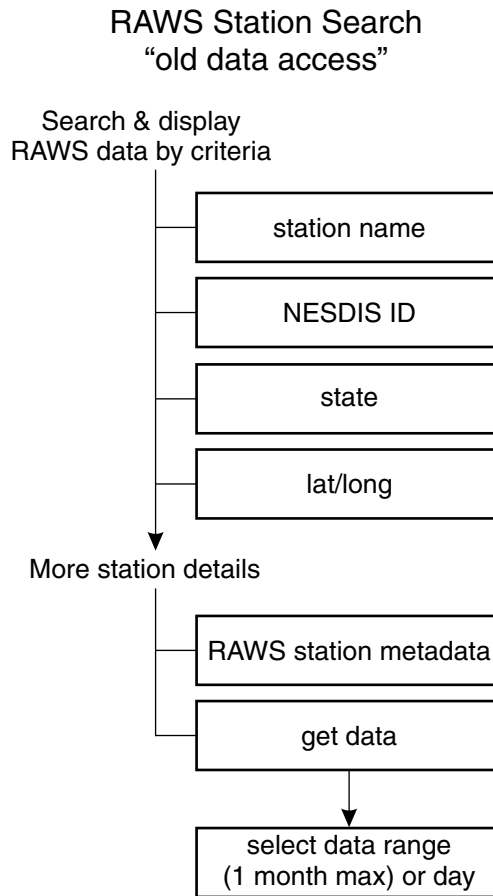 RAWS Station Search
“old data access”
Search & display
RAWS data by criteria
station name
NESDIS ID
state
lat/long
More station details
RAWS station metadata
get data
select data range
(1 month max) or day